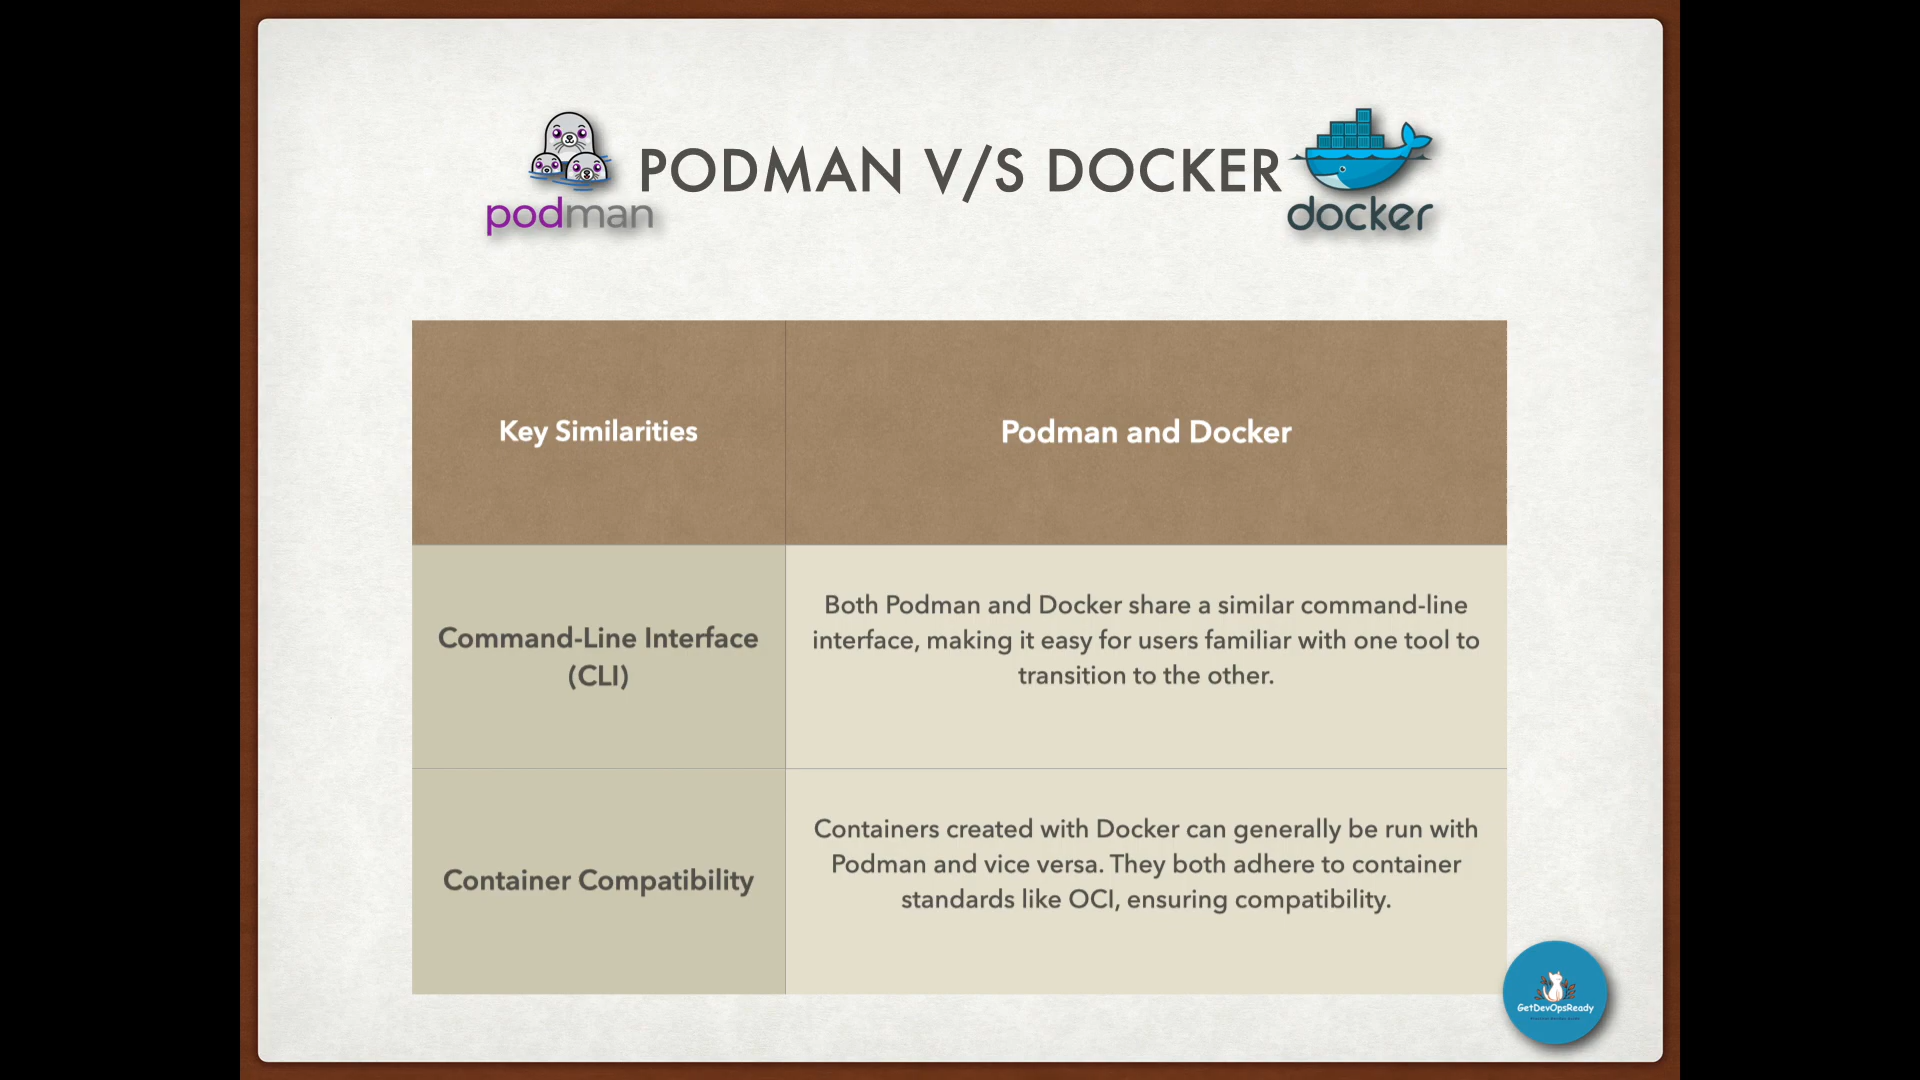 PODMAN V/S DOCKER
podman
docker
Key Similarities
Podman and Docker
Command-Line Interface
(CLI)
Both Podman and Docker share a similar command-line
interface, making it easy for users familiar with one tool to
transition to the other.
Container Compatibility
Containers created with Docker can generally be run with
Podman and vice versa. They both adhere to container
standards like OCI, ensuring compatibility.
GetDevOpsReady